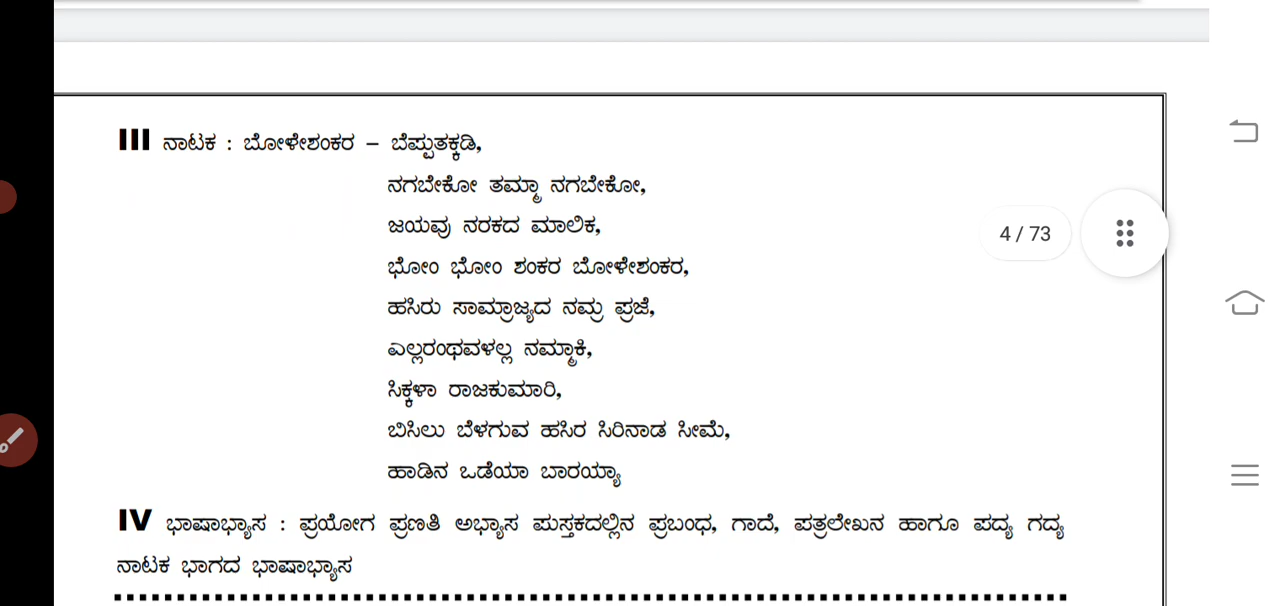 III ನಾಟಕ : ಬೋಳೇಶಂಕರ – ಬೆಪ್ಪುತಕ್ಕಡಿ,
ನಗಬೇಕೋ ತಮ್ಮಾ ನಗಬೇಕೋ,
ಜಯವು ನರಕದ ಮಾಲಿಕ,
4 / 73
ಭೋಂ ಭೋಂ ಶಂಕರ ಬೋಳೇಶಂಕರ,
ಹಸಿರು ಸಾಮ್ರಾಜ್ಯದ ನಮ್ರ ಪ್ರಜೆ,
ಎಲ್ಲರಂಥವಳಲ್ಲ ನಮ್ಮಾಕಿ,
ಸಿಕ್ಕಳಾ ರಾಜಕುಮಾರಿ,
ಬಿಸಿಲು ಬೆಳಗುವ ಹಸಿರ ಸಿರಿನಾಡ ಸೀಮೆ,
ಹಾಡಿನ ಒಡೆಯಾ ಬಾರಯ್ಯಾ
IV ಭಾಷಾಭ್ಯಾಸ : ಪ್ರಯೋಗ ಪ್ರಣತಿ ಅಭ್ಯಾಸ ಪುಸ್ತಕದಲ್ಲಿನ ಪ್ರಬಂಧ, ಗಾದೆ, ಪತ್ರಲೇಖನ ಹಾಗೂ ಪದ್ಯ ಗದ್ಯ
ನಾಟಕ ಭಾಗದ ಭಾಷಾಭ್ಯಾಸ